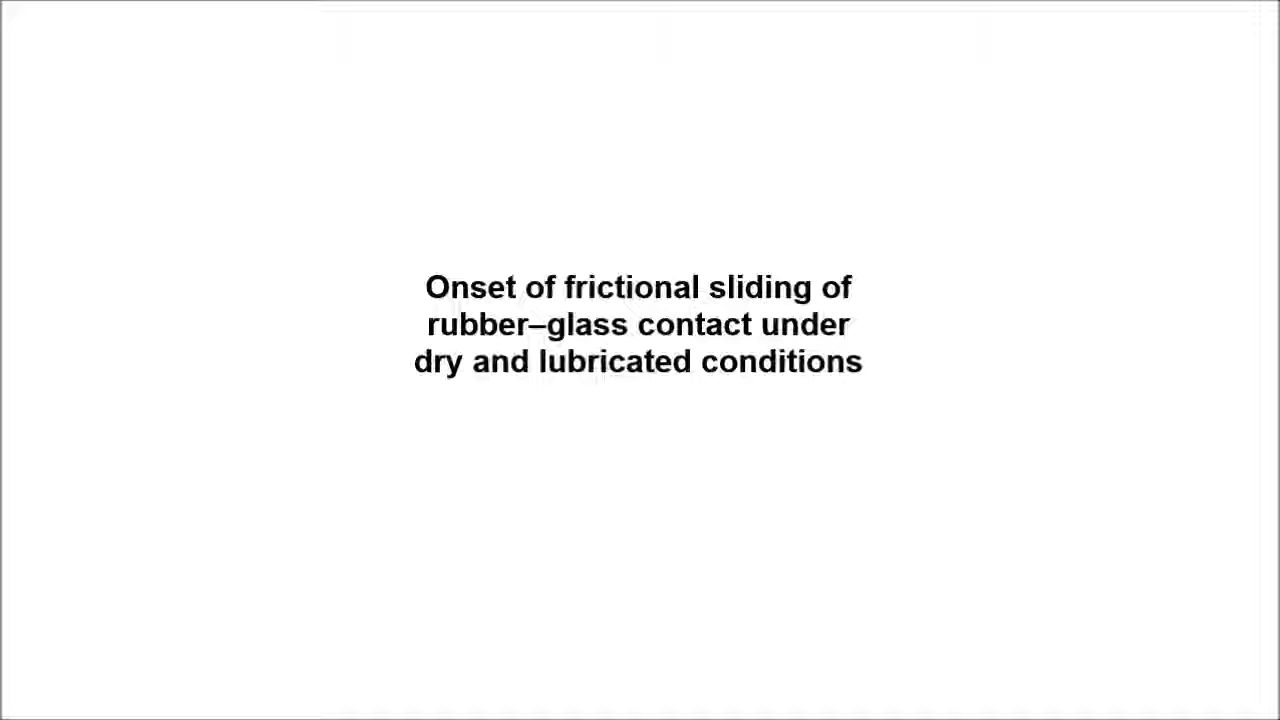 Onset of frictional sliding of
rubber–glass contact under
dry and lubricated conditions